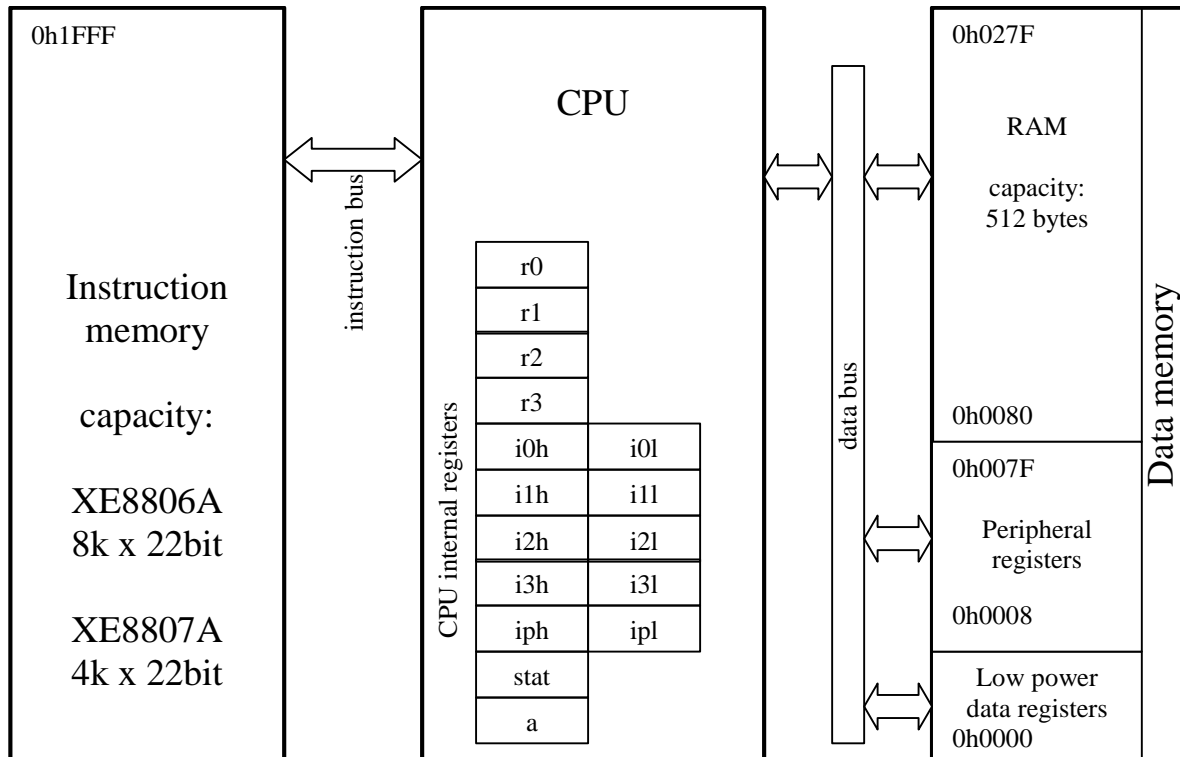 0h1FFF
Instruction
memory
capacity:
XE8806A
8k x 22bit
XE8807A
4k x 22bit
instruction bus
CPU
CPU internal registers
r0
r1
r2
r3
i0h i0l
i1h i1l
i2h i2l
i3h i3l
iph ipl
stat
a
data bus
0h027F
RAM
capacity:
512 bytes
0h0080
0h007F
Peripheral
registers
0h0008
Low power
data registers
0h0000
Data memory